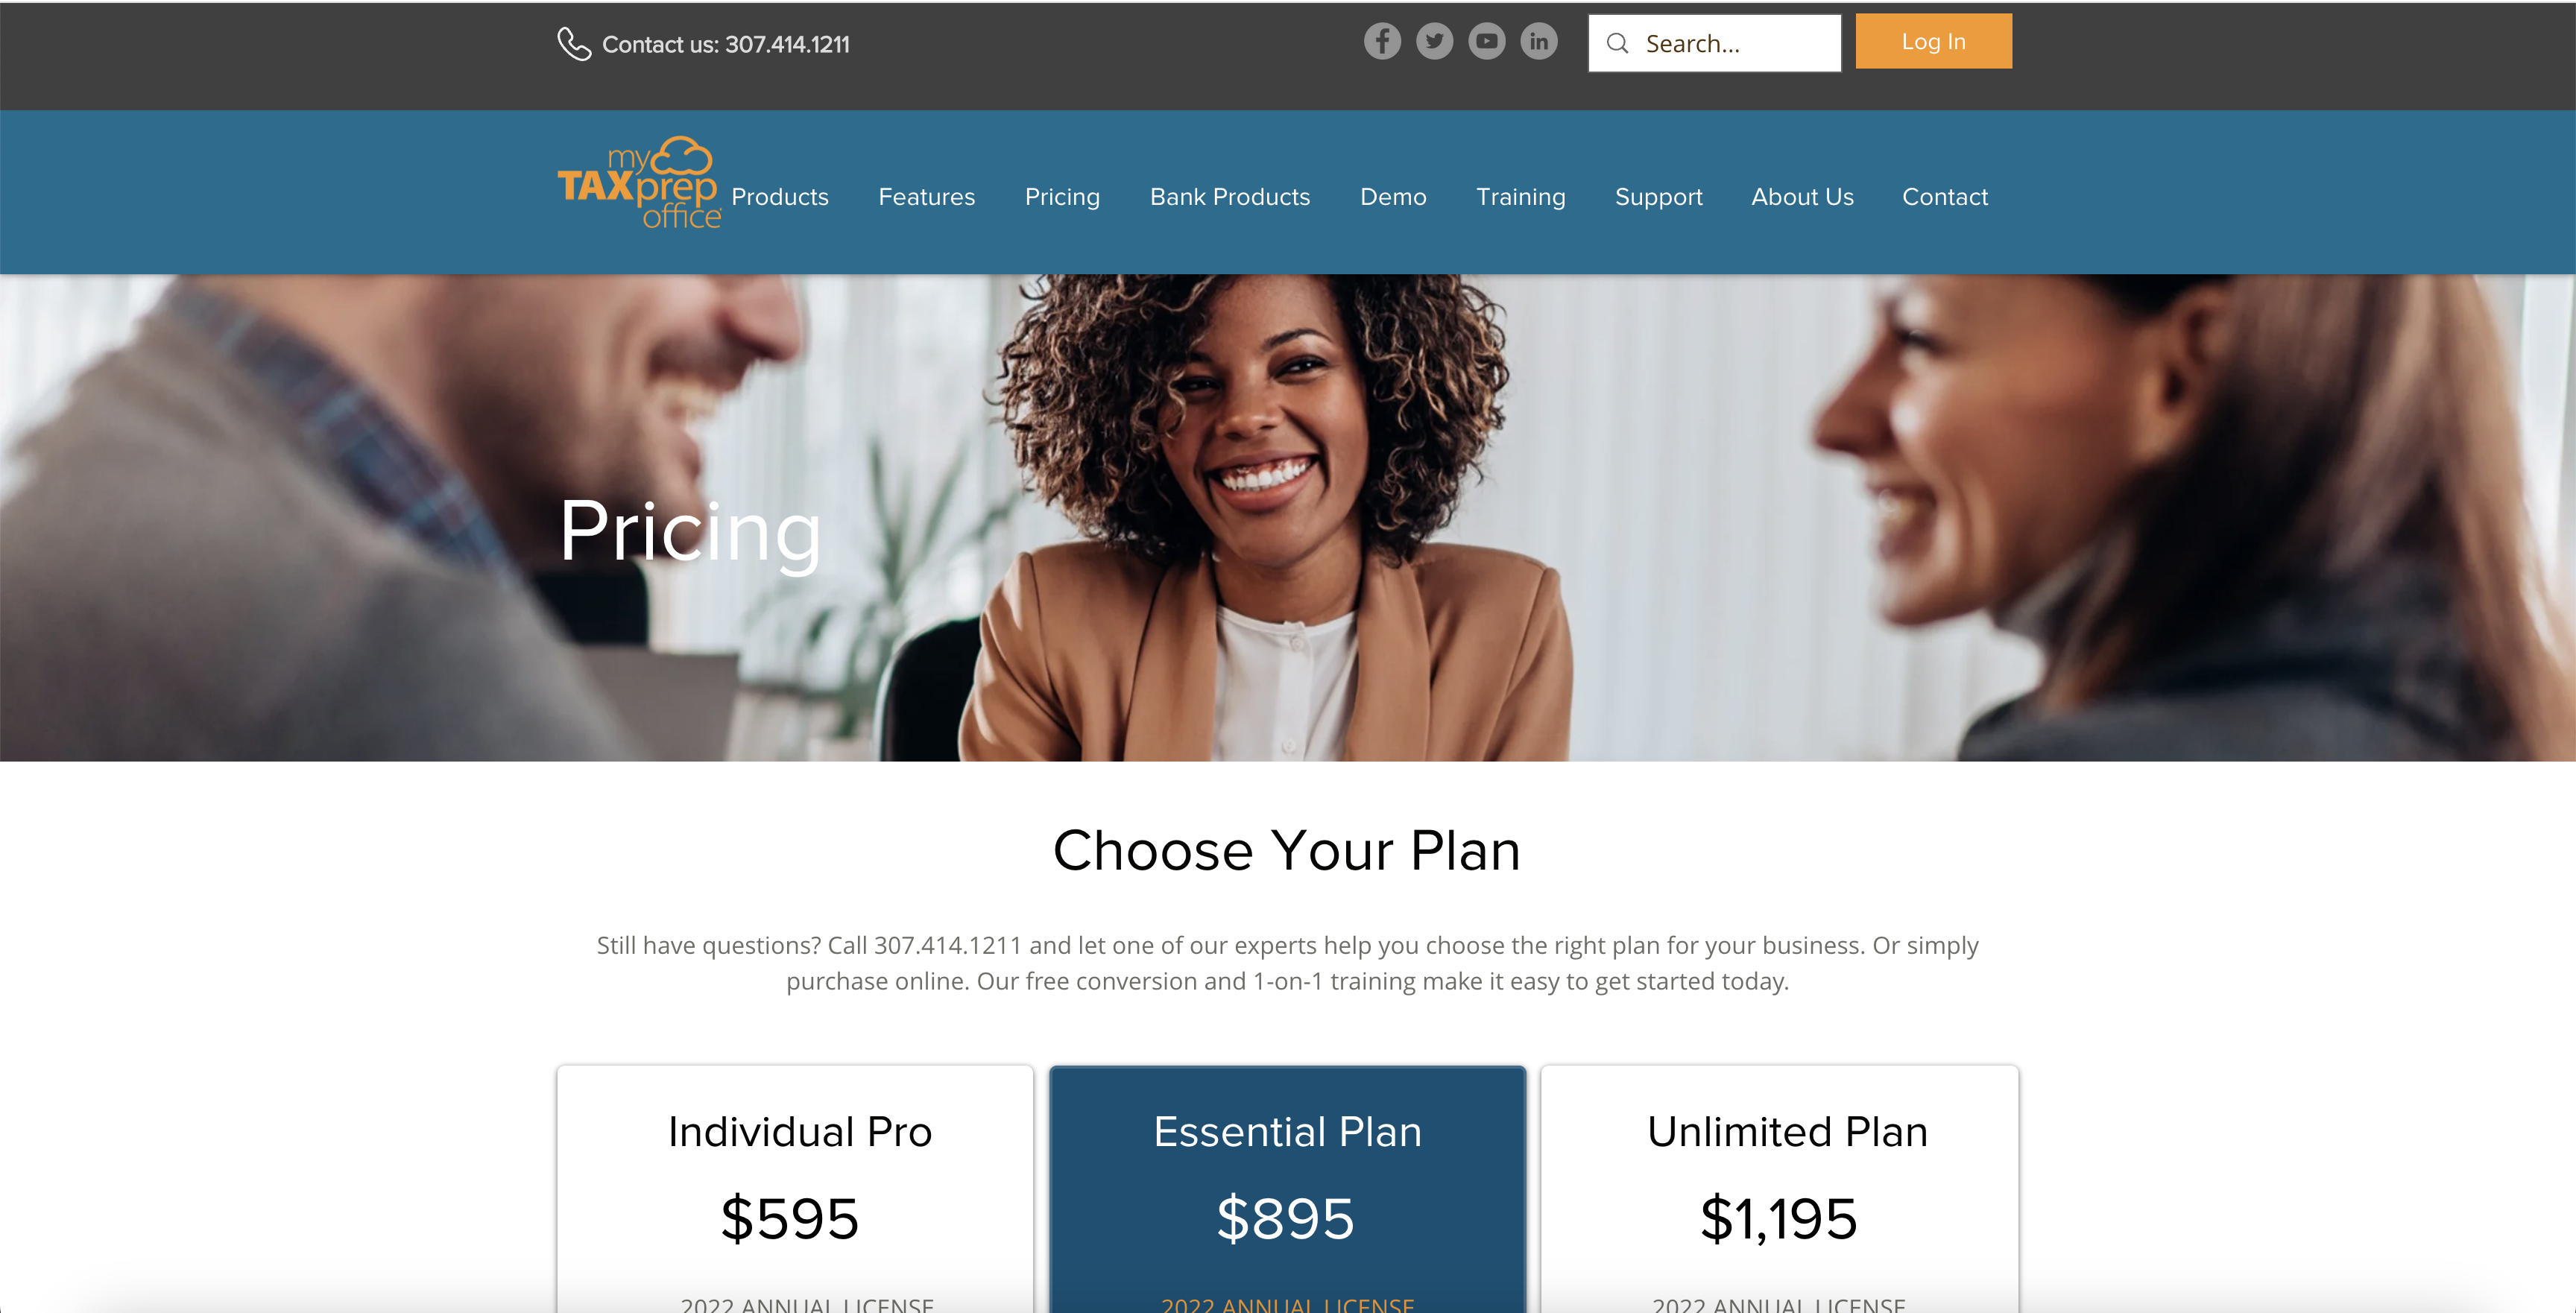 Contact us: 307.414.1211
Search...
Log In
my
TAXprep
office
Products Features Pricing Bank Products Demo Training Support About Us Contact
Pricing
Choose Your Plan
Still have questions? Call 307.414.1211 and let one of our experts help you choose the right plan for your business. Or simply
purchase online. Our free conversion and 1-on-1 training make it easy to get started today.
Individual Pro
$595
2022 ANNUAL LICENSE
Essential Plan
$895
2022 ANNUAL LICENSE
Unlimited Plan
$1,195
2022 ANNUAL LICENSE